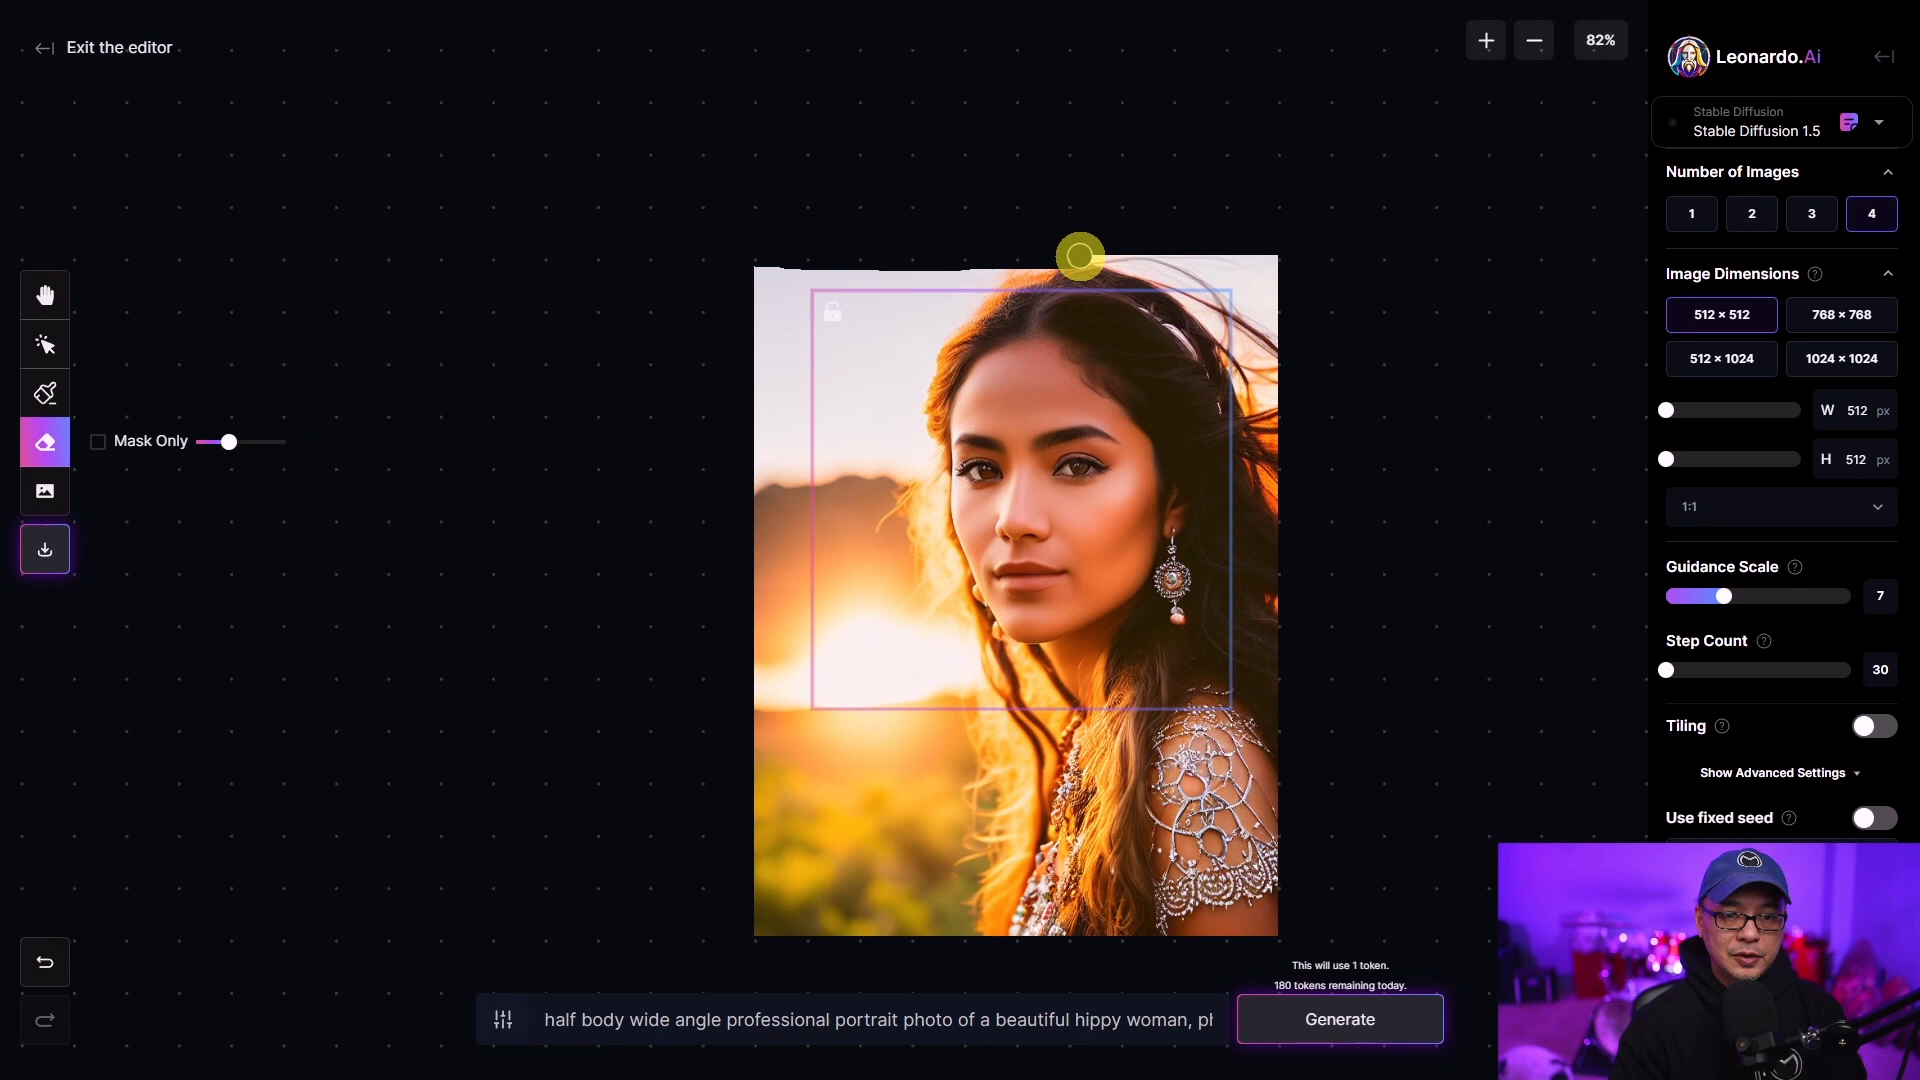 Exit the editor
82%
Leonardo.Ai
Stable Diffusion
Stable Diffusion 1.5
Number of Images
1 2 3 4
Image Dimensions ?
512 × 512 768 × 768
512 × 1024 1024 × 1024
W 512 px
H 512 px
1:1
Guidance Scale ?
7
Step Count ?
30
Tiling ?
Show Advanced Settings
Use fixed seed ?
Mask Only
This will use 1 token.
180 tokens remaining today.
half body wide angle professional portrait photo of a beautiful hippy woman, ph
Generate